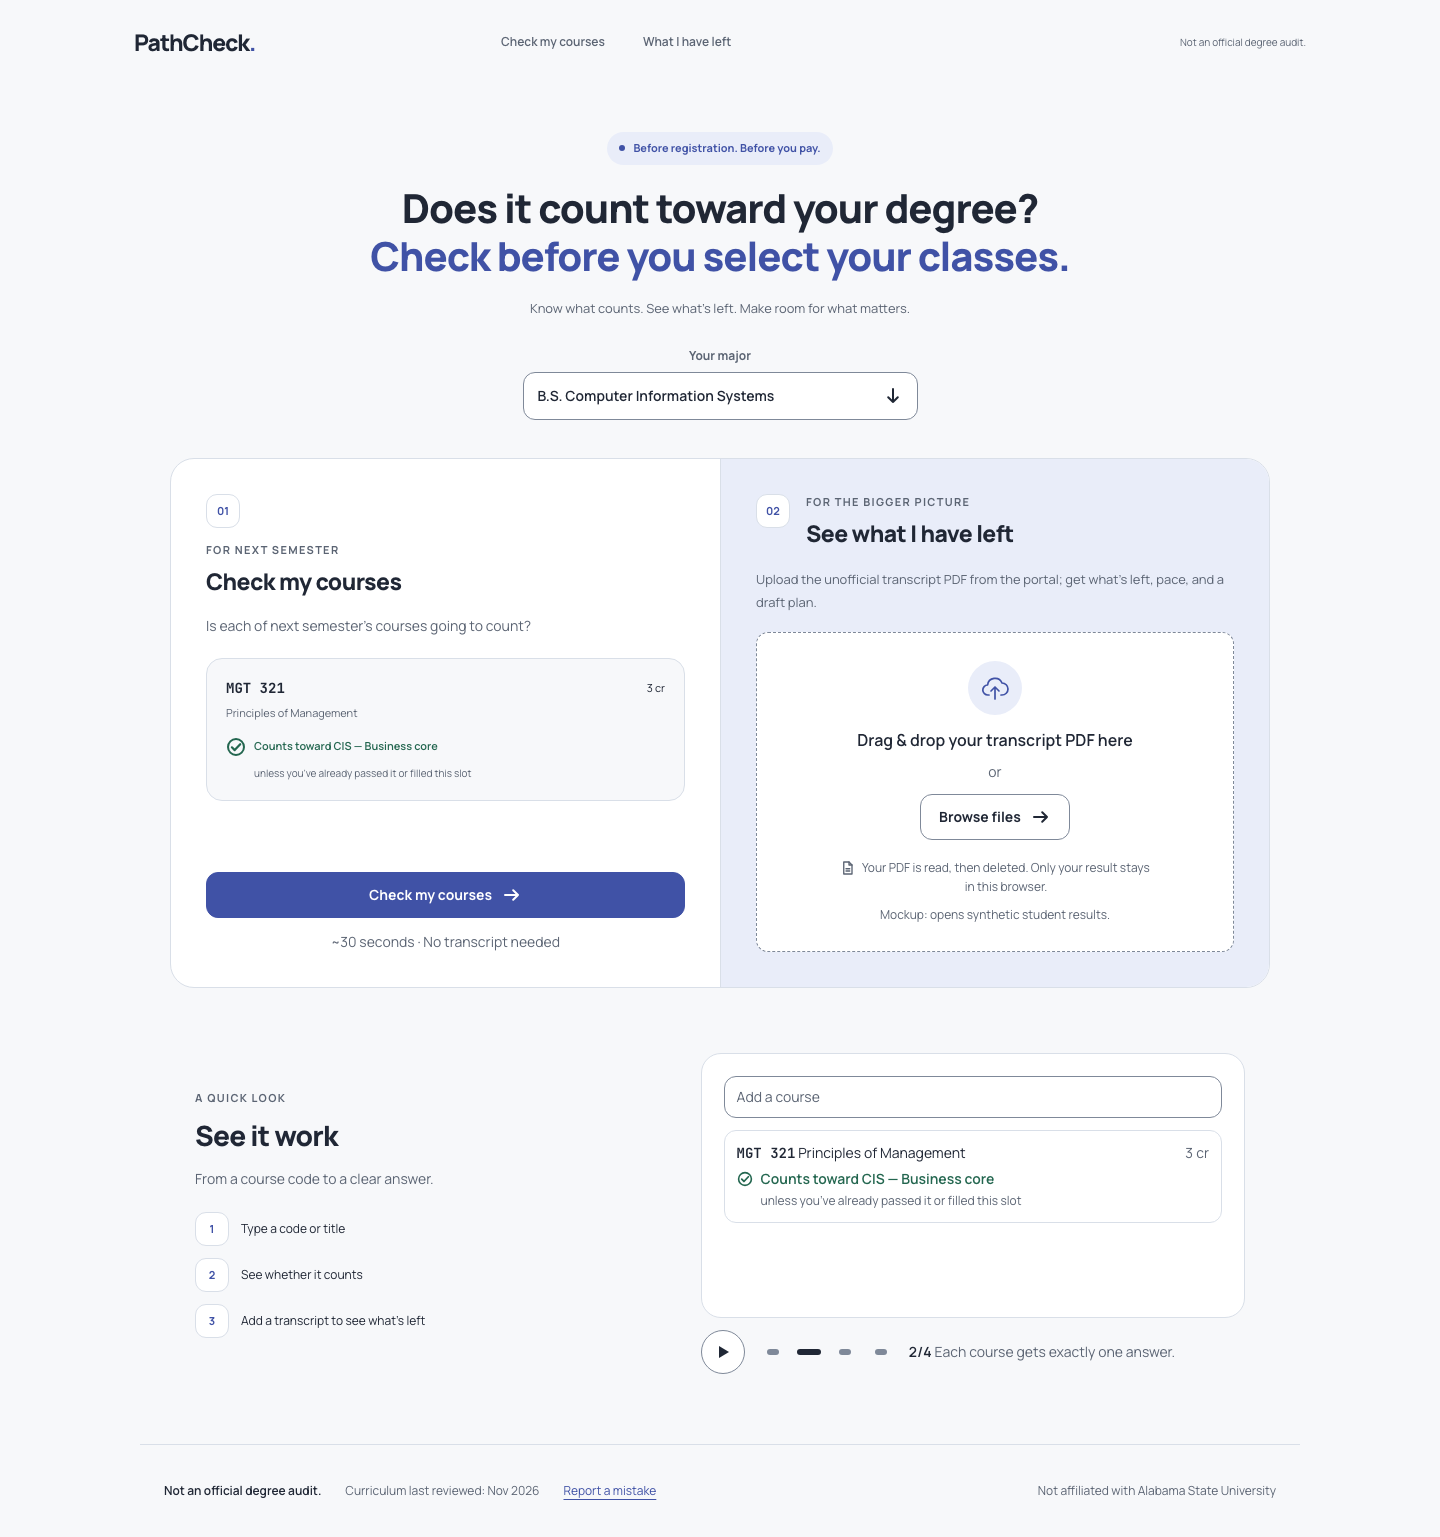 PathCheck.
Check my courses
What I have left
Not an official degree audit.
Before registration. Before you pay.
Does it count toward your degree?
Check before you select your classes.
Know what counts. See what's left. Make room for what matters.
Your major
B.S. Computer Information Systems
01
FOR NEXT SEMESTER
Check my courses
Is each of next semester's courses going to count?
MGT 321
3 cr
Principles of Management
Counts toward CIS — Business core
unless you've already passed it or filled this slot
Check my courses
~30 seconds · No transcript needed
02
FOR THE BIGGER PICTURE
See what I have left
Upload the unofficial transcript PDF from the portal; get what's left, pace, and a
draft plan.
Drag & drop your transcript PDF here
or
Browse files
Your PDF is read, then deleted. Only your result stays
in this browser.
Mockup: opens synthetic student results.
A QUICK LOOK
See it work
From a course code to a clear answer.
1 Type a code or title
2 See whether it counts
3 Add a transcript to see what's left
Add a course
MGT 321 Principles of Management
3 cr
Counts toward CIS — Business core
unless you've already passed it or filled this slot
2/4 Each course gets exactly one answer.
Not an official degree audit.
Curriculum last reviewed: Nov 2026
Report a mistake
Not affiliated with Alabama State University